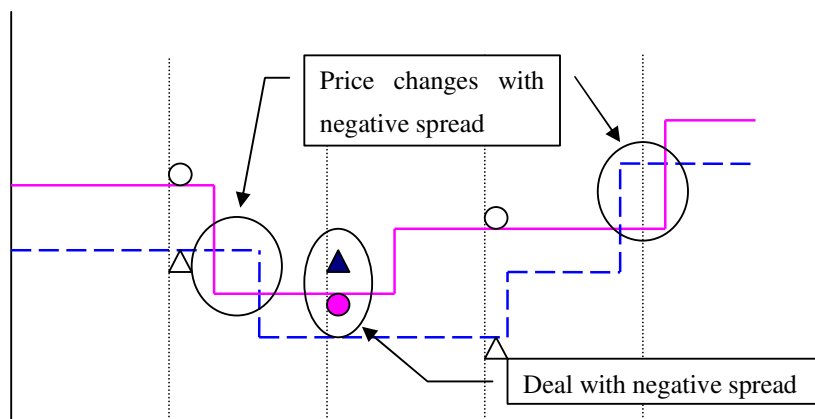 Price changes with
negative spread
Deal with negative spread